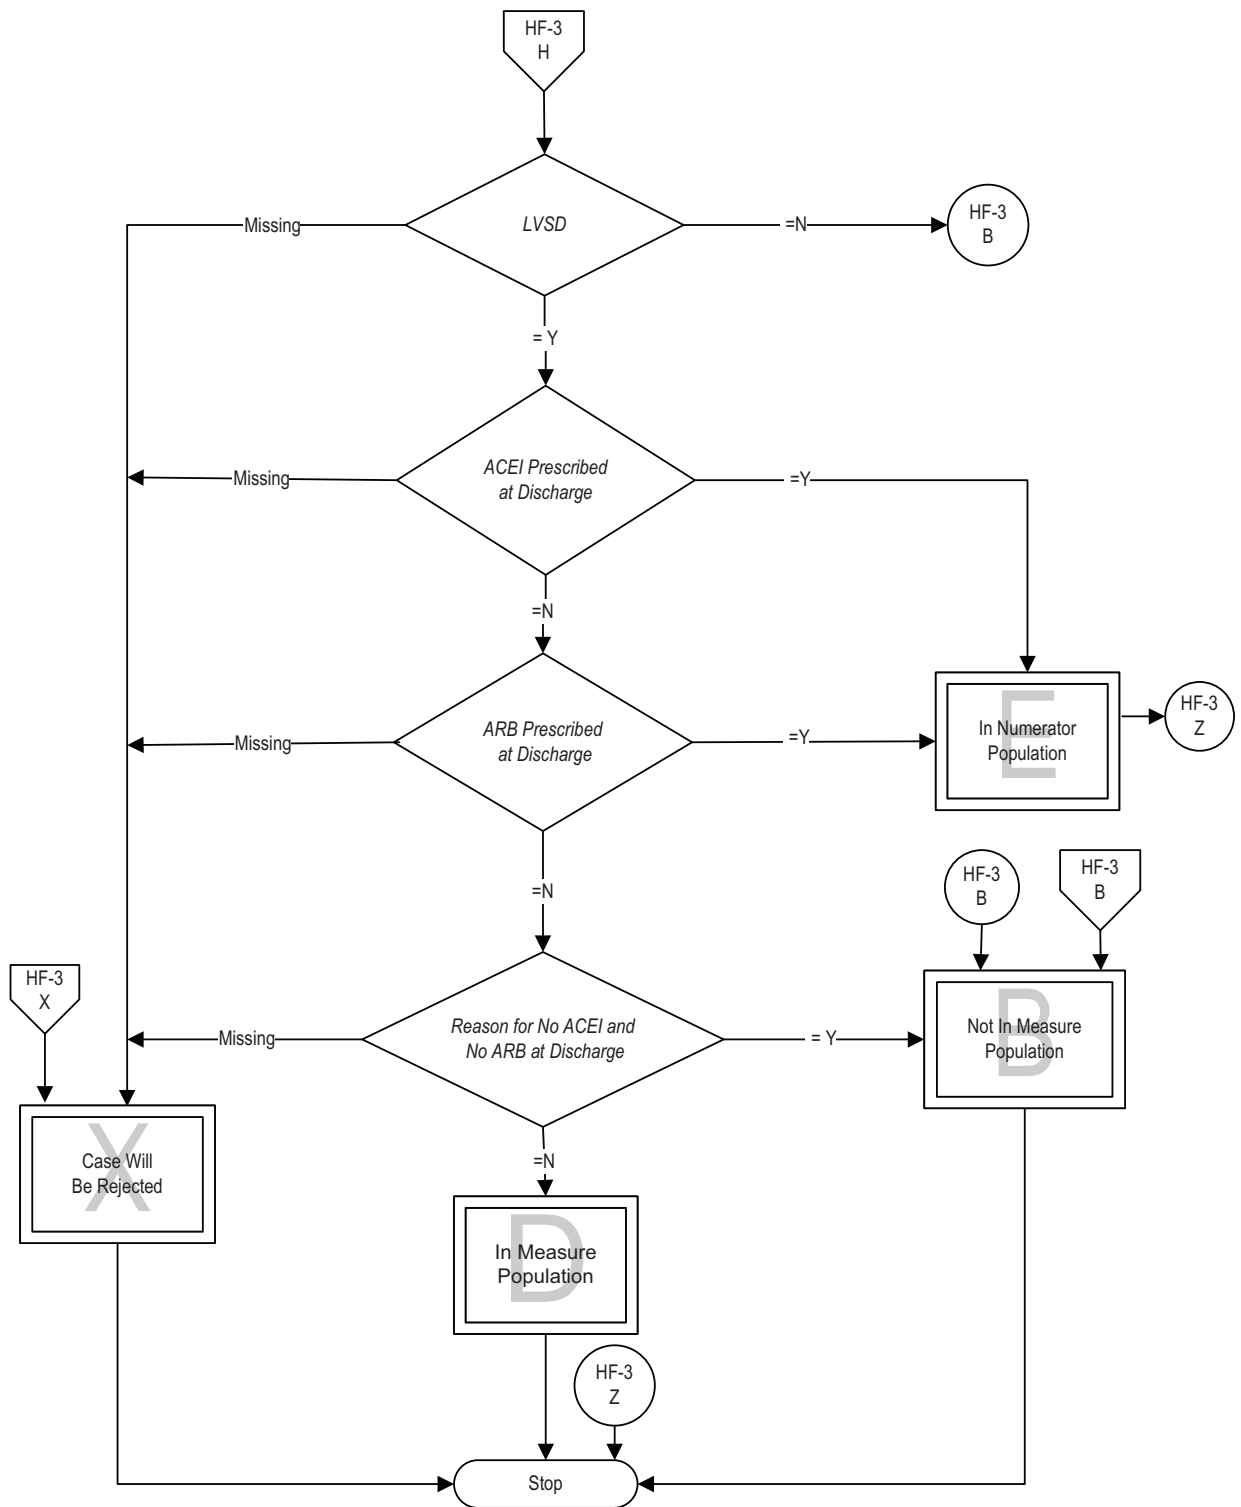 HF-3
H
LVSD
Missing
=N
HF-3
B
= Y
ACEI Prescribed
at Discharge
Missing
=Y
=N
ARB Prescribed
at Discharge
Missing
=Y
E
In Numerator
Population
HF-3
Z
=N
HF-3
B
HF-3
B
HF-3
X
Reason for No ACEI and
No ARB at Discharge
Missing
= Y
B
Not In Measure
Population
X
Case Will
Be Rejected
=N
D
In Measure
Population
HF-3
Z
Stop